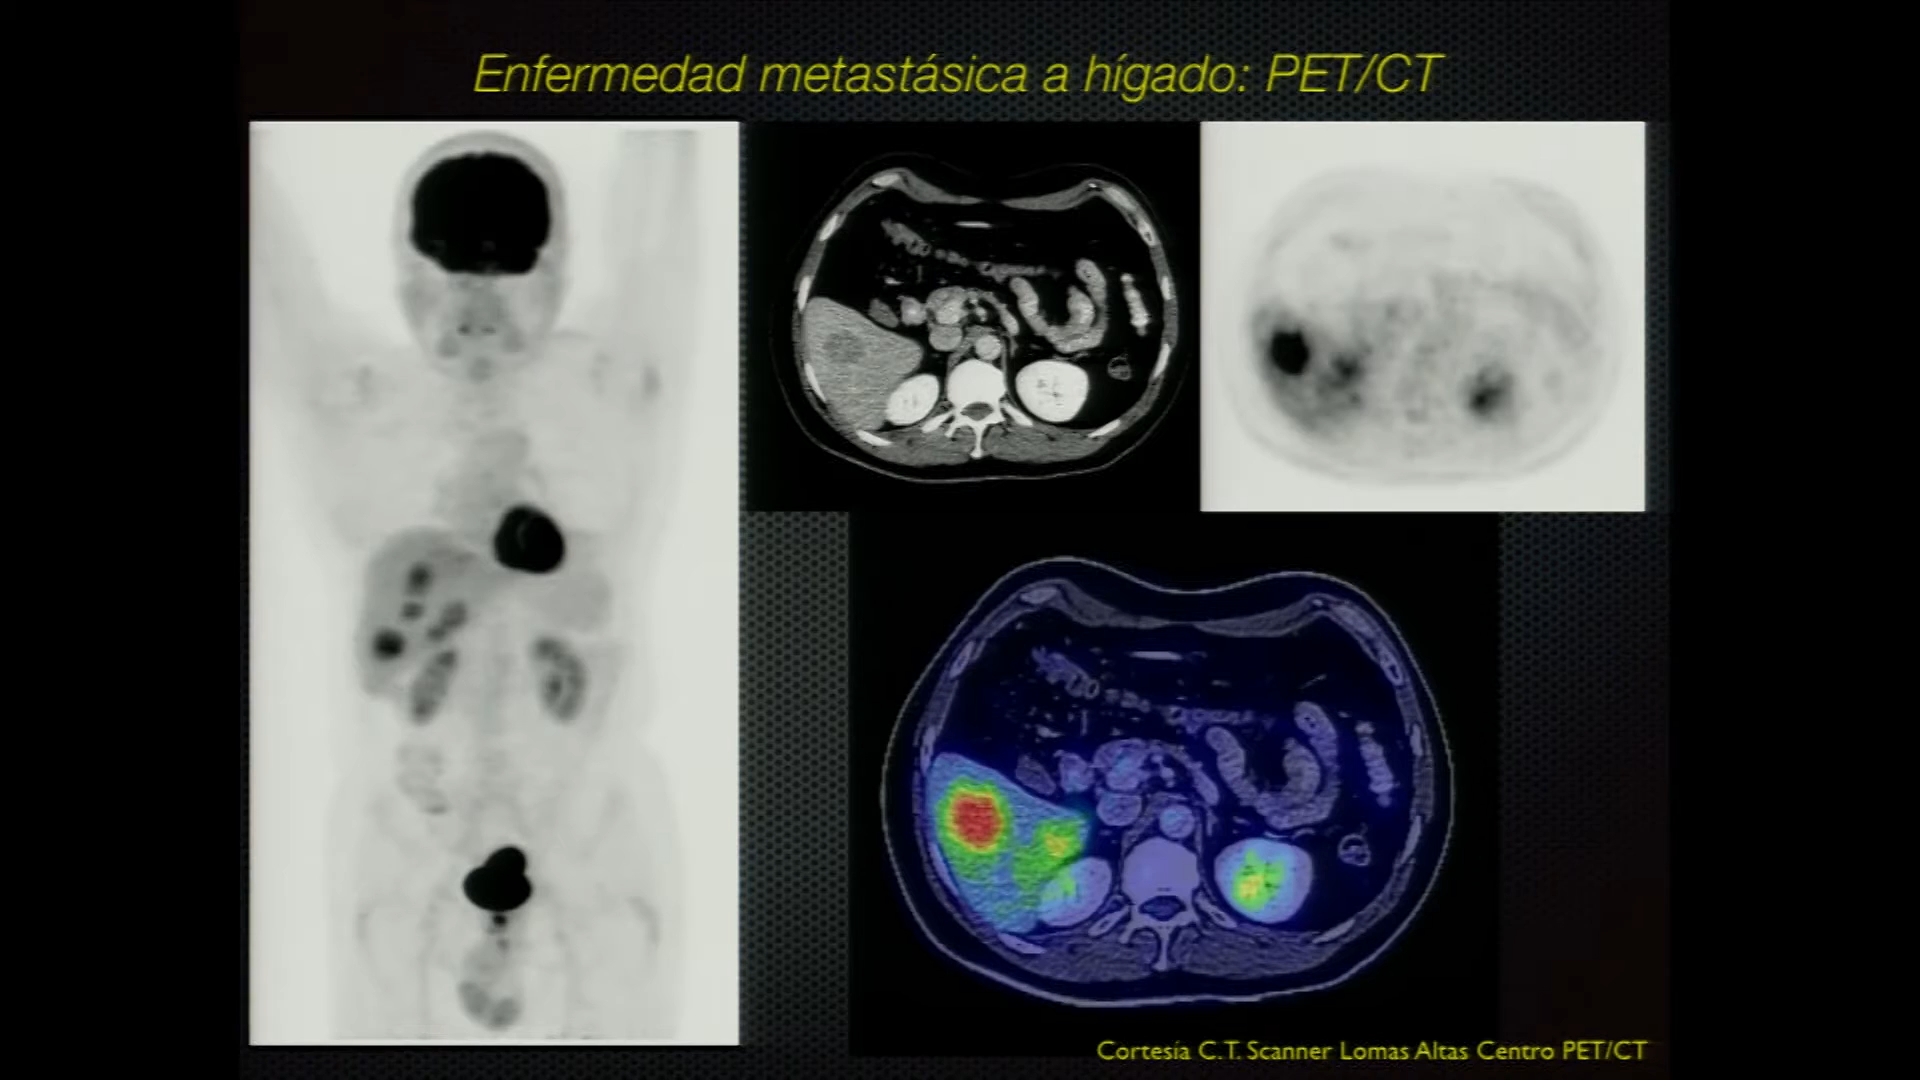 Enfermedad metastásica a hígado: PET/CT
Cortesía C.T. Scanner Lomas Altas Centro PET/CT